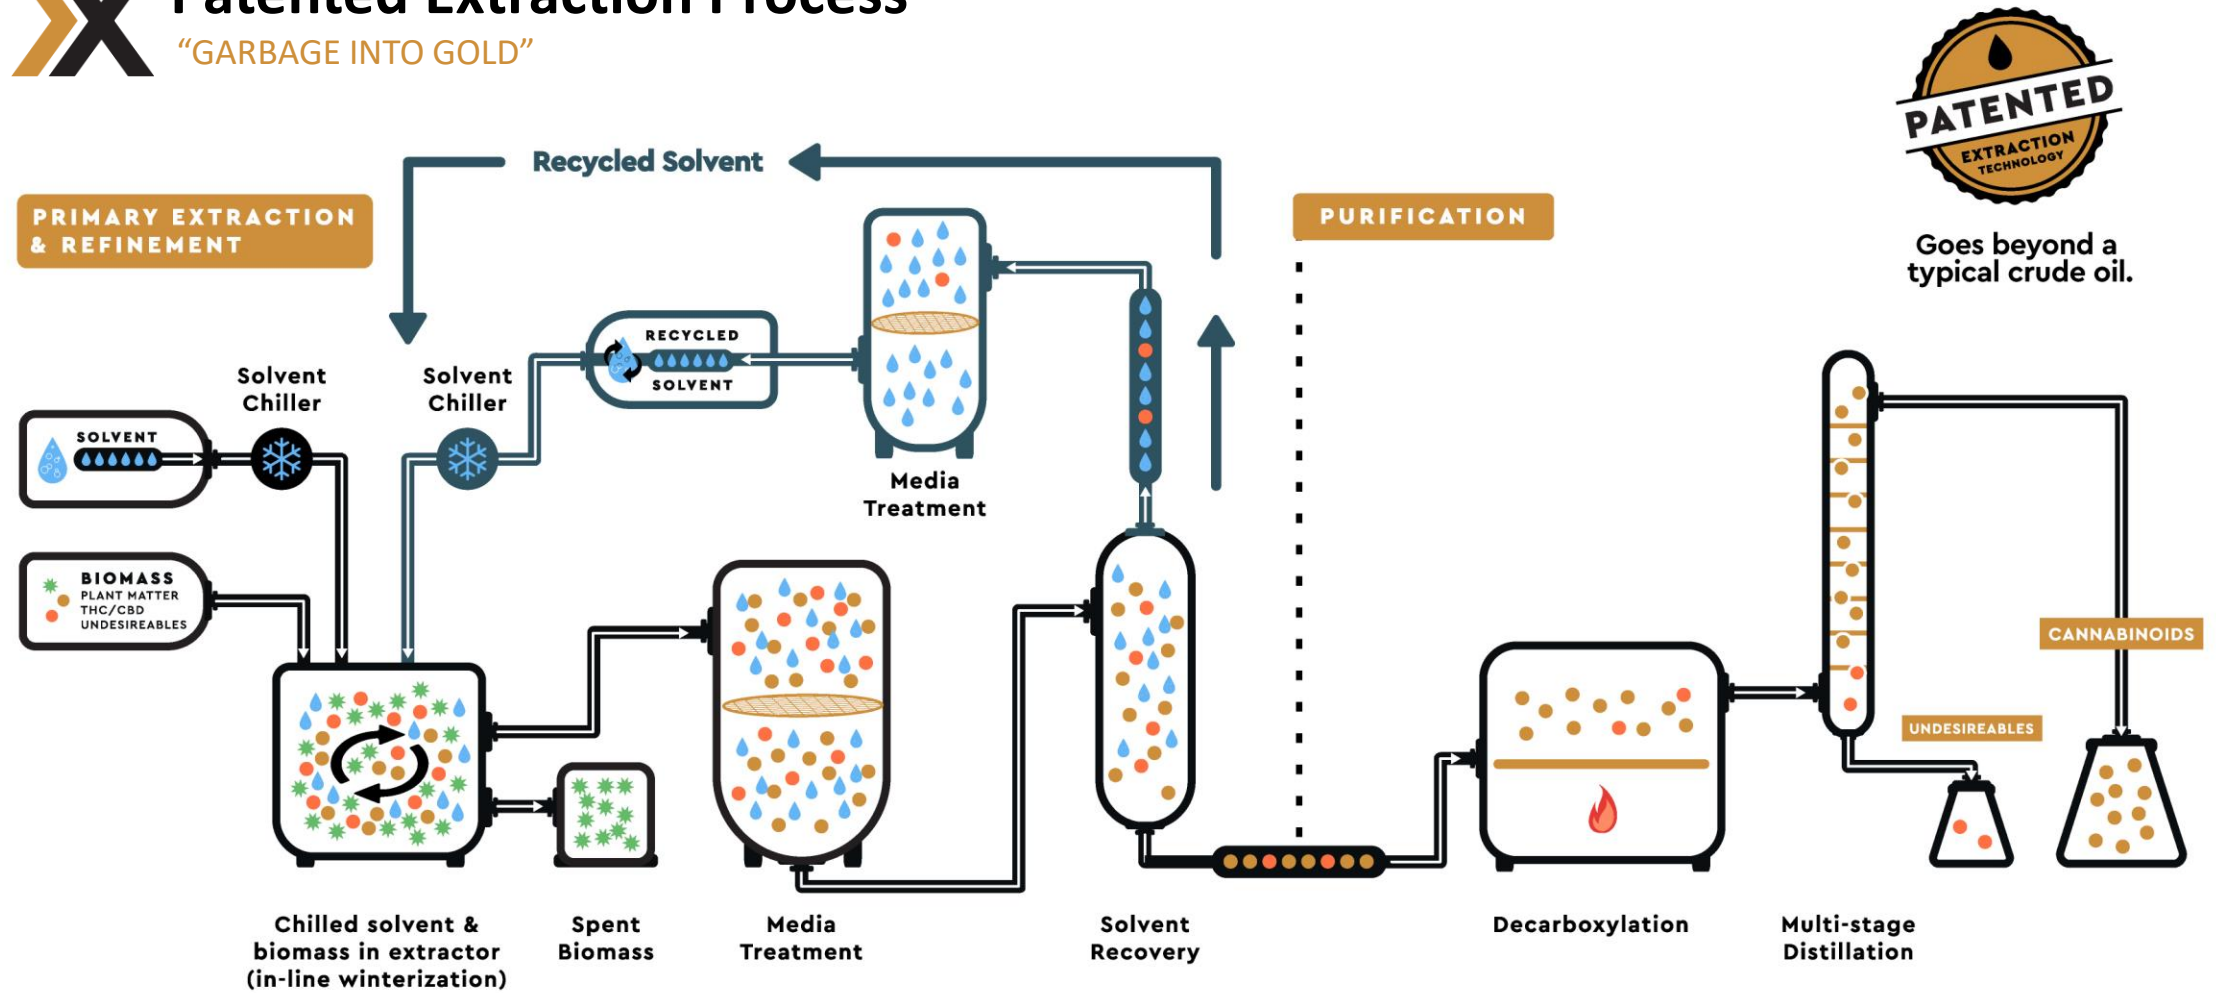 Patented Extraction Process
“GARBAGE INTO GOLD”
PATENTED
EXTRACTION
TECHNOLOGY
Goes beyond a
typical crude oil.
Recycled Solvent
PRIMARY EXTRACTION
& REFINEMENT
PURIFICATION
RECYCLED
SOLVENT
Solvent
Chiller
Solvent
Chiller
SOLVENT
Media
Treatment
BIOMASS
PLANT MATTER
THC/CBD
UNDESIREABLES
CANNABINOIDS
UNDESIREABLES
Chilled solvent &
biomass in extractor
(in-line winterization)
Spent
Biomass
Media
Treatment
Solvent
Recovery
Decarboxylation
Multi-stage
Distillation